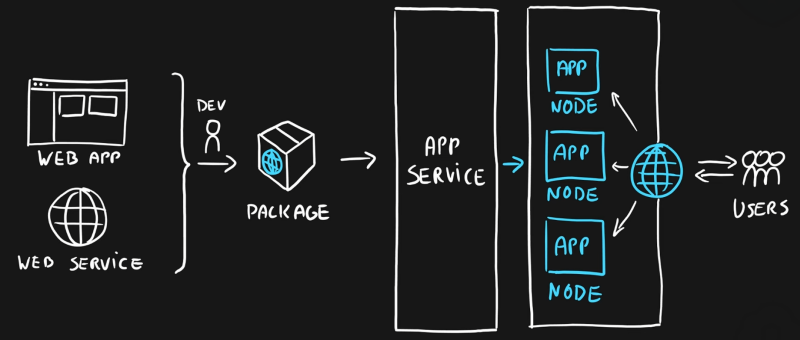 WEB APP
WEB SERVICE
DEV
PACKAGE
APP
SERVICE
APP
NODE
APP
NODE
APP
NODE
USERS